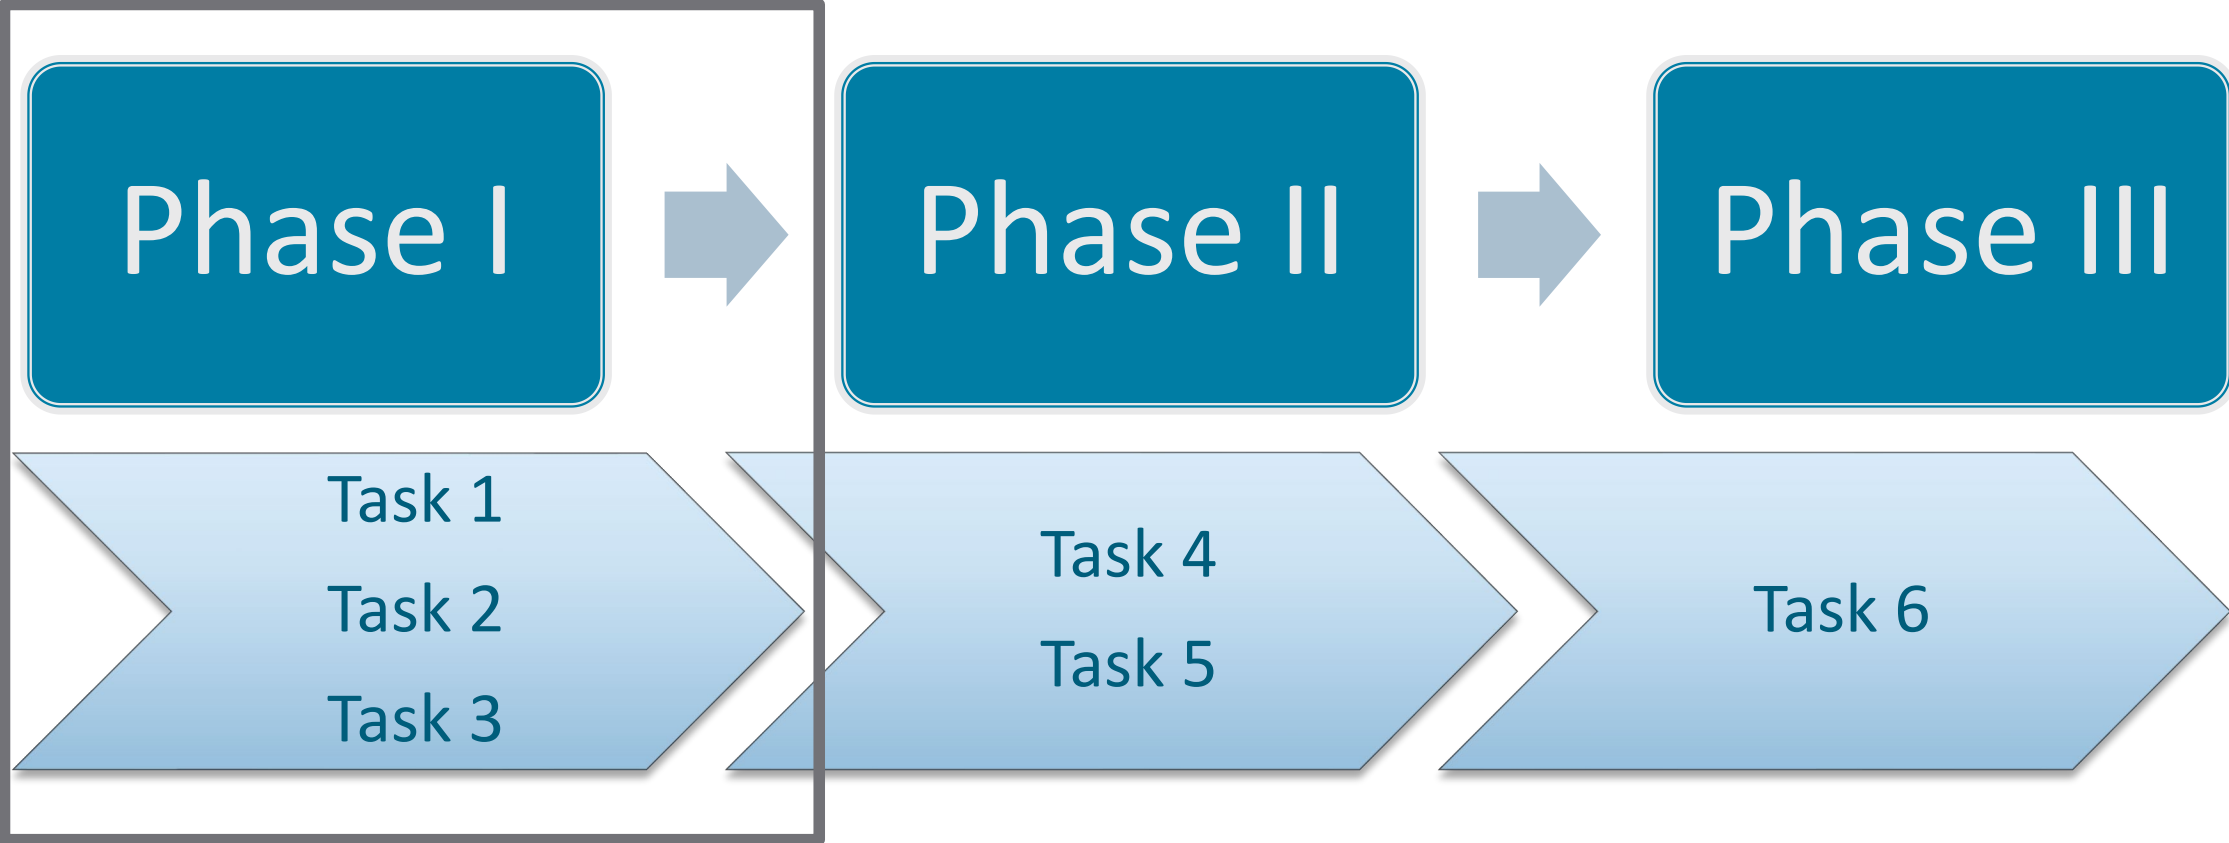 Phase I
Phase II
Phase III
Task 1
Task 2
Task 3
Task 4
Task 5
Task 6